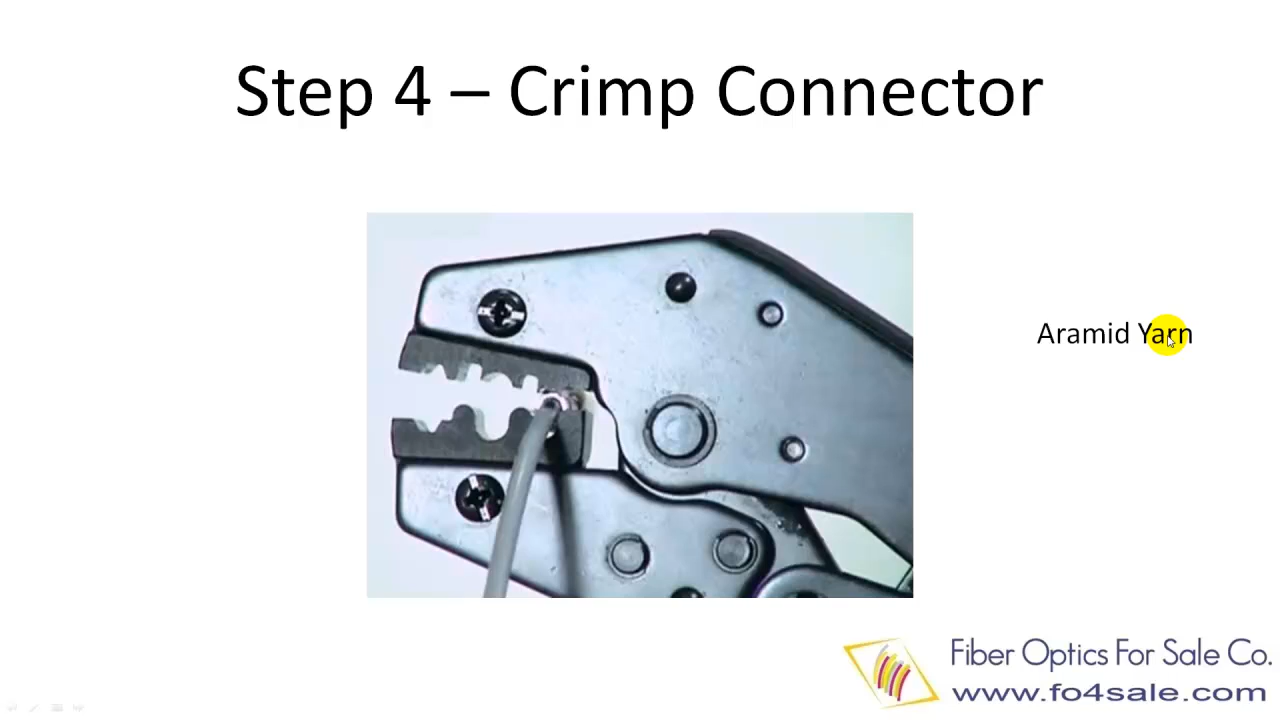 Step 4 – Crimp Connector
Aramid Yarn
Fiber Optics For Sale Co.
www.fo4sale.com